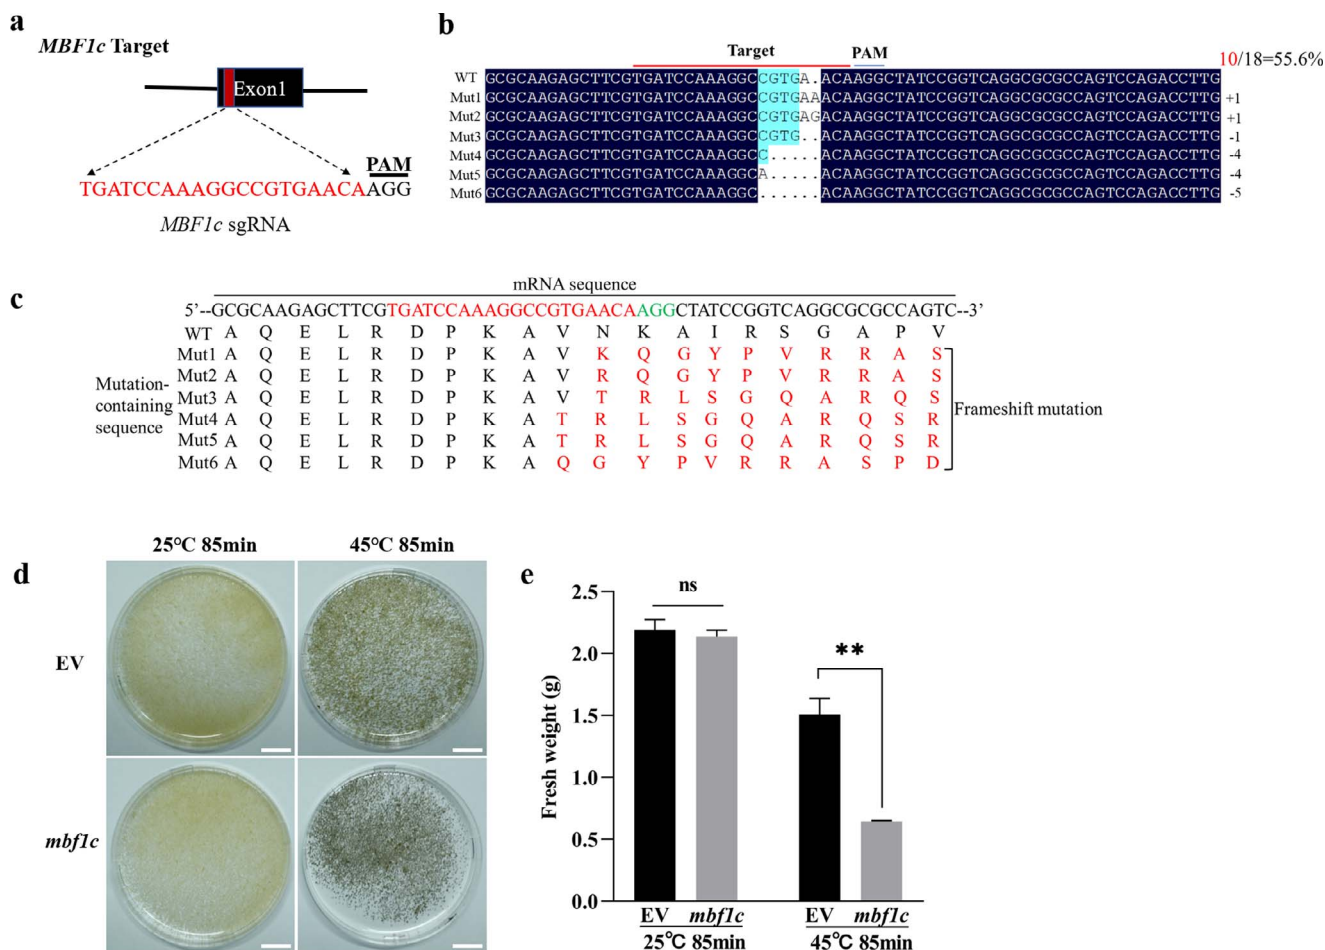 a
MBF1c Target
Exon1
PAM
TGATCCAAAGGCCGTGAACAAGG
MBF1c sgRNA
b
Target PAM 10/18=55.6%
WT GCGCAAGAGCTTCGTGATCCAAAGGCCGTGA.ACAAGGCTATCCGGTCAGGCGCGCCAGTCCAGACCTTG
Mut1 GCGCAAGAGCTTCGTGATCCAAAGGCCGTGAAACAAGGCTATCCGGTCAGGCGCGCCAGTCCAGACCTTG +1
Mut2 GCGCAAGAGCTTCGTGATCCAAAGGCCGTGAGACAAGGCTATCCGGTCAGGCGCGCCAGTCCAGACCTTG +1
Mut3 GCGCAAGAGCTTCGTGATCCAAAGGCCGTG..ACAAGGCTATCCGGTCAGGCGCGCCAGTCCAGACCTTG -1
Mut4 GCGCAAGAGCTTCGTGATCCAAAGGCC.....ACAAGGCTATCCGGTCAGGCGCGCCAGTCCAGACCTTG -4
Mut5 GCGCAAGAGCTTCGTGATCCAAAGGCA.....ACAAGGCTATCCGGTCAGGCGCGCCAGTCCAGACCTTG -4
Mut6 GCGCAAGAGCTTCGTGATCCAAAGGC......ACAAGGCTATCCGGTCAGGCGCGCCAGTCCAGACCTTG -5
c
mRNA sequence
5’--GCGCAAGAGCTTCGTGATCCAAAGGCCGTGAACAAGGCTATCCGGTCAGGCGCGCCAGTC--3’
WT A Q E L R D P K A V N K A I R S G A P V
Mut1 A Q E L R D P K A V K Q G Y P V R R A S
Mut2 A Q E L R D P K A V R Q G Y P V R R A S
Mut3 A Q E L R D P K A V T R L S G Q A R Q S
Mut4 A Q E L R D P K A T R L S G Q A R Q S R
Mut5 A Q E L R D P K A T R L S G Q A R Q S R
Mut6 A Q E L R D P K A Q G Y P V R R A S P D
Mutation-
containing
sequence
Frameshift mutation
d
25℃ 85min 45℃ 85min
EV
mbf1c
e
Fresh weight (g)
2.5
2.0
1.5
1.0
0.5
0.0
ns
**
EV mbf1c EV mbf1c
25℃ 85min 45℃ 85min